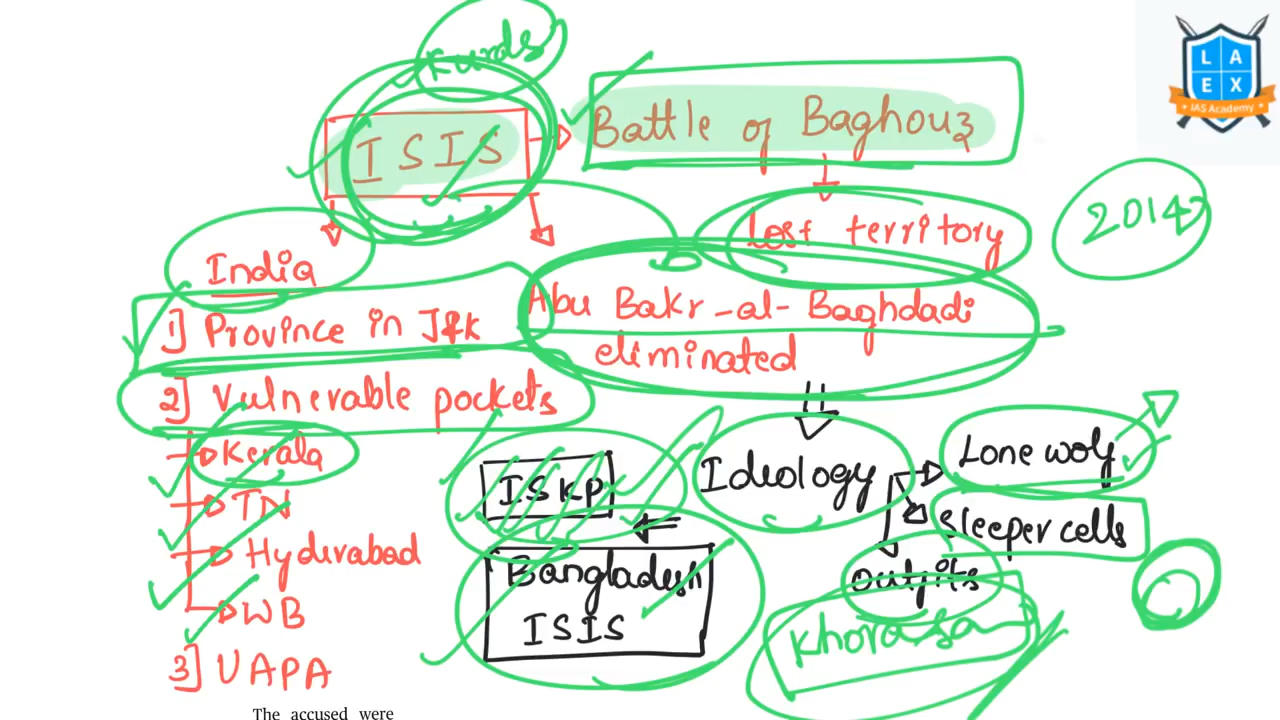 Kurds
ISIS
Battle of Baghouz
LAEX
IAS Academy
2014
Lost territory
India
1] Province in J&K
Abu Bakr-al-Baghdadi
eliminated
2] Vulnerable pockets
Kerala
TN
Hyderabad
WB
3] UAPA
ISKP
Bangladesh
ISIS
Ideology
Lone wolf
Sleeper cells
outfits
Khorasan
The accused were